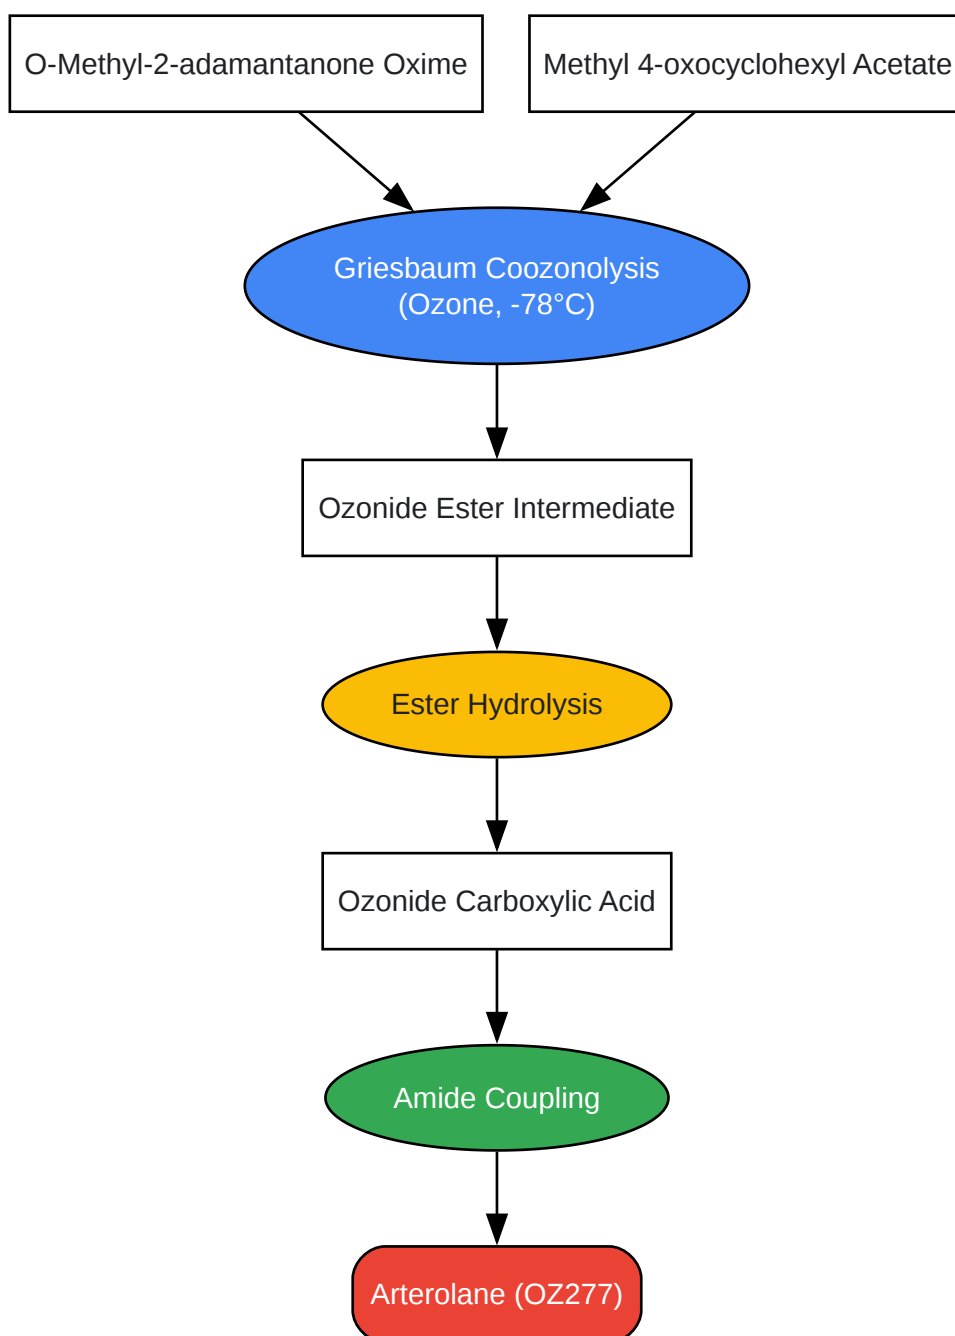 O-Methyl-2-adamantanone Oxime
Methyl 4-oxocyclohexyl Acetate
Griesbaum Coozonolysis
(Ozone, -78°C)
Ozonide Ester Intermediate
Ester Hydrolysis
Ozonide Carboxylic Acid
Amide Coupling
Arterolane (OZ277)